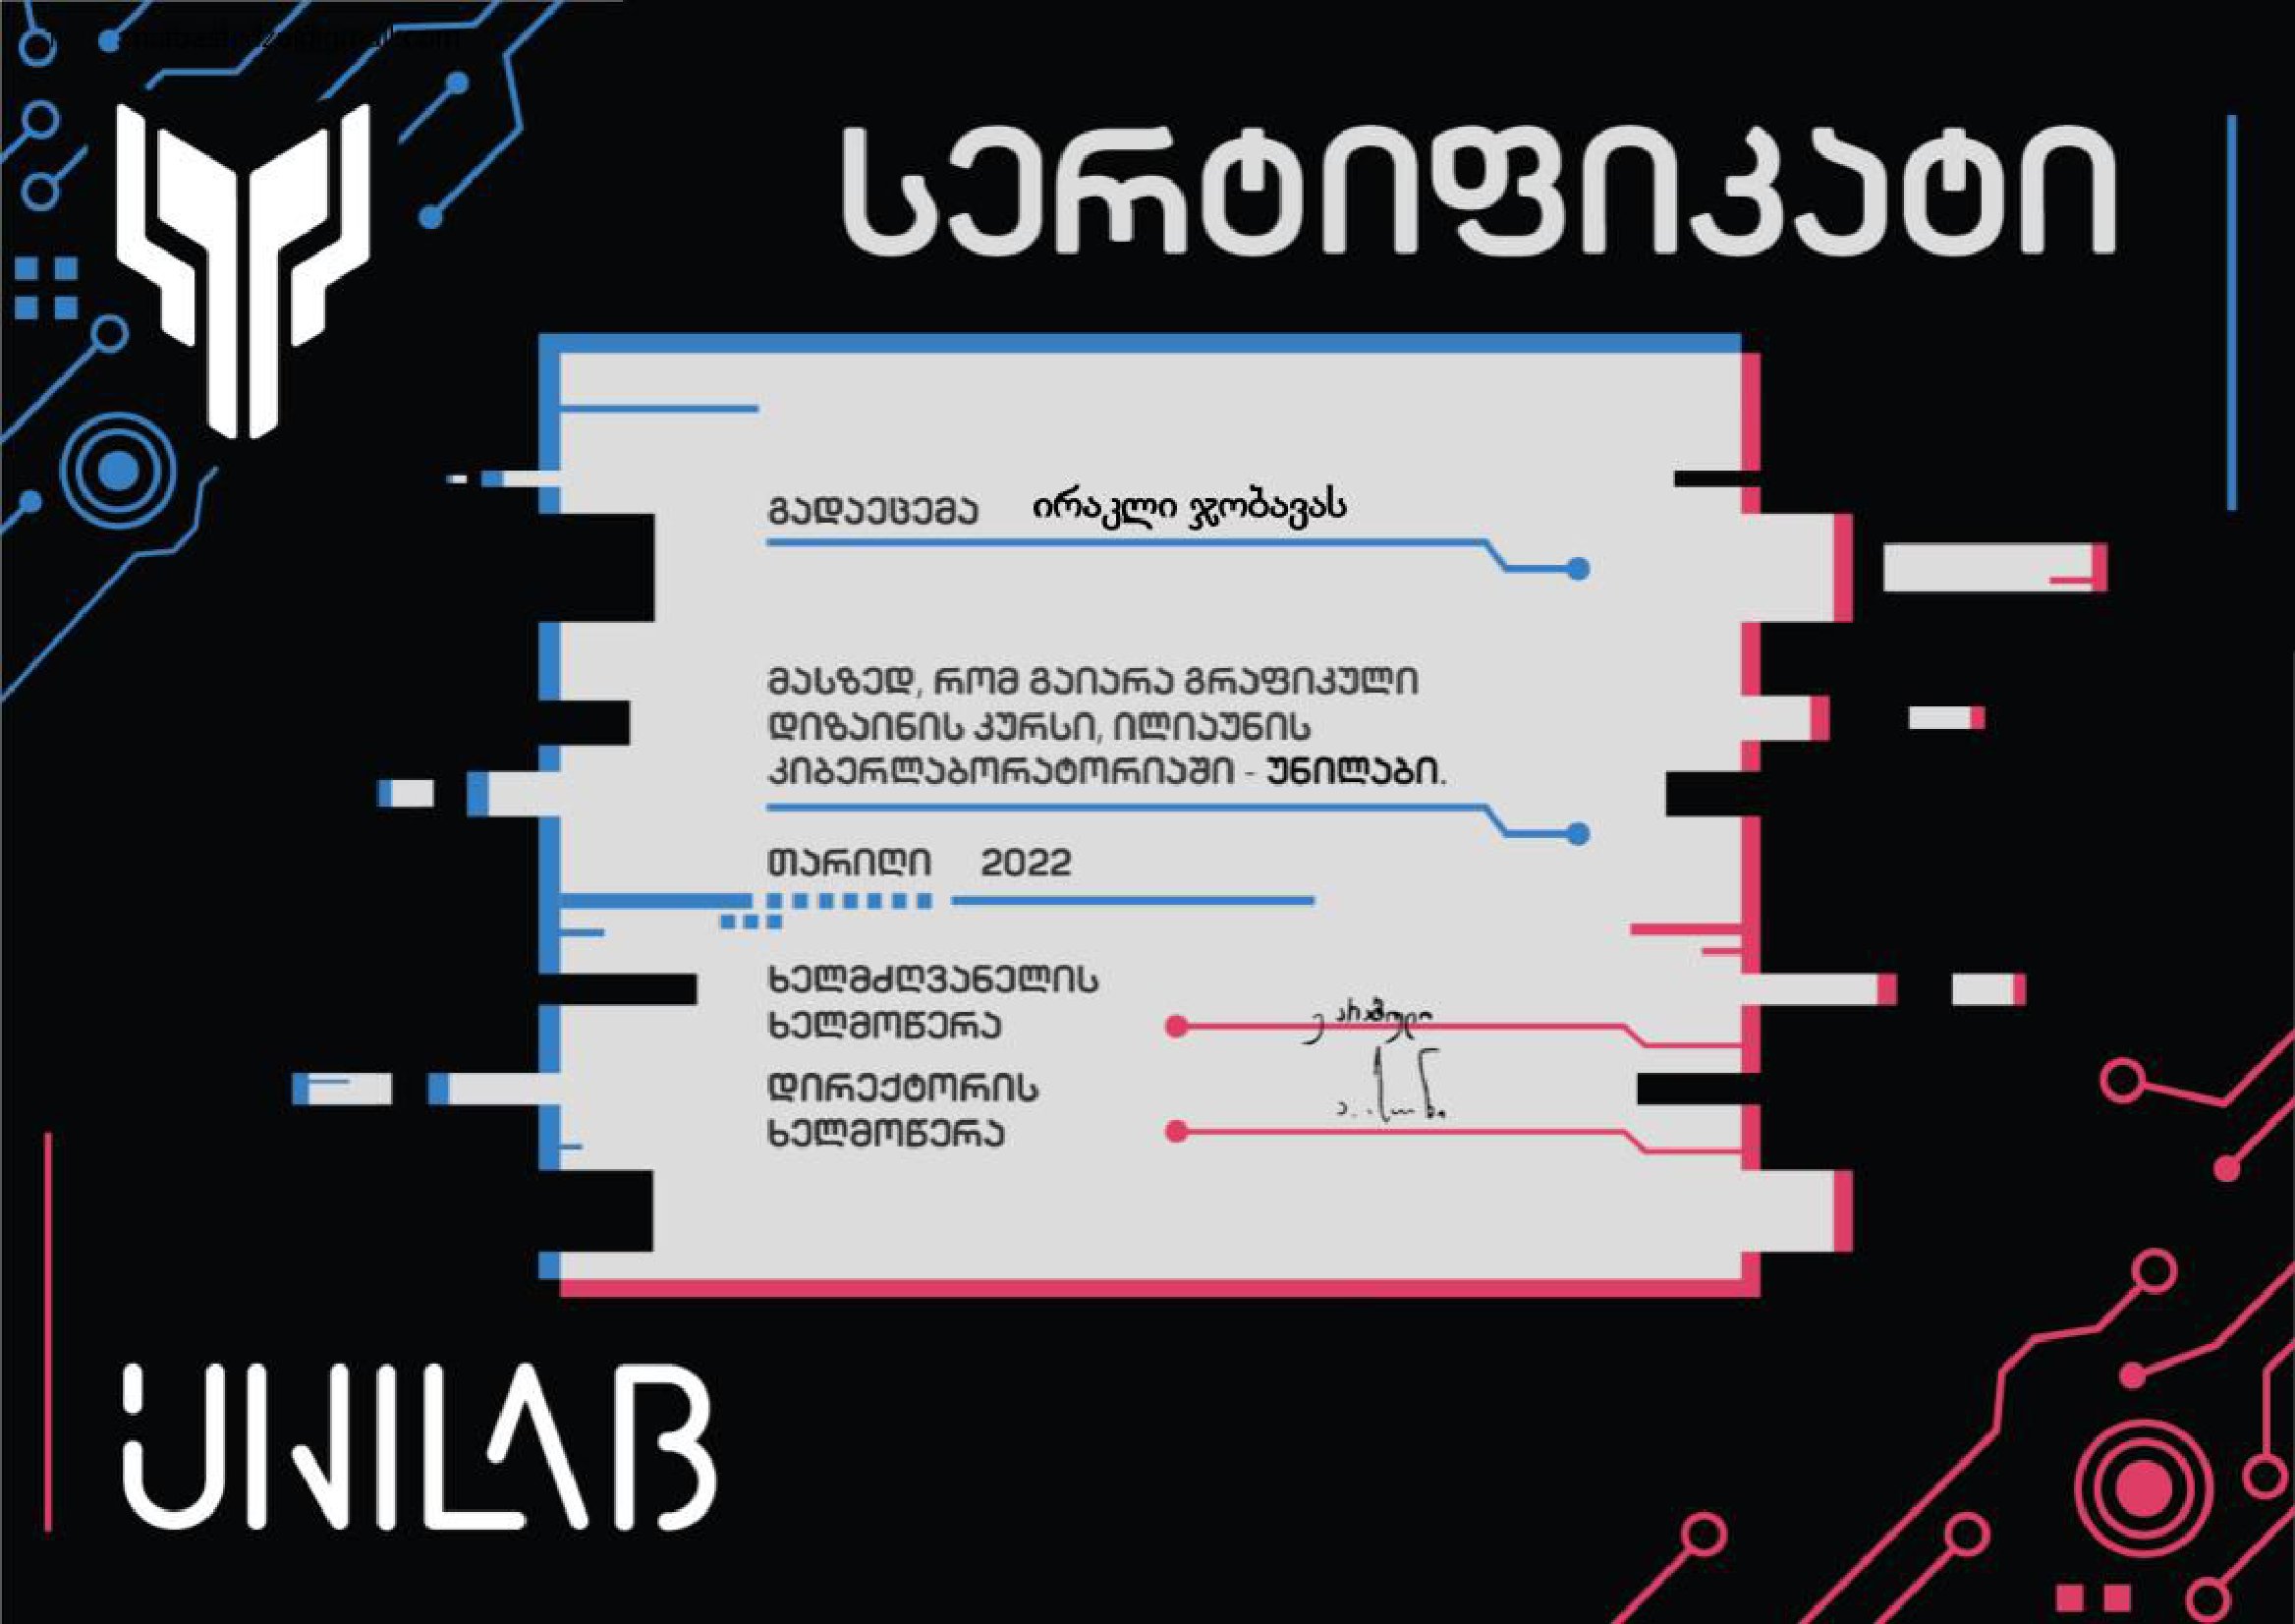 სერტიფიკატი
გადაეცემა ირაკლი ჯობავას
მასზედ, რომ გაიარა გრაფიკული
დიზაინის კურსი, ილიაუნის
კიბერლაბორატორიაში - უნილაბი.
თარიღი 2022
ხელმძღვანელის
ხელმოწერა
დირექტორის
ხელმოწერა
UNILAB